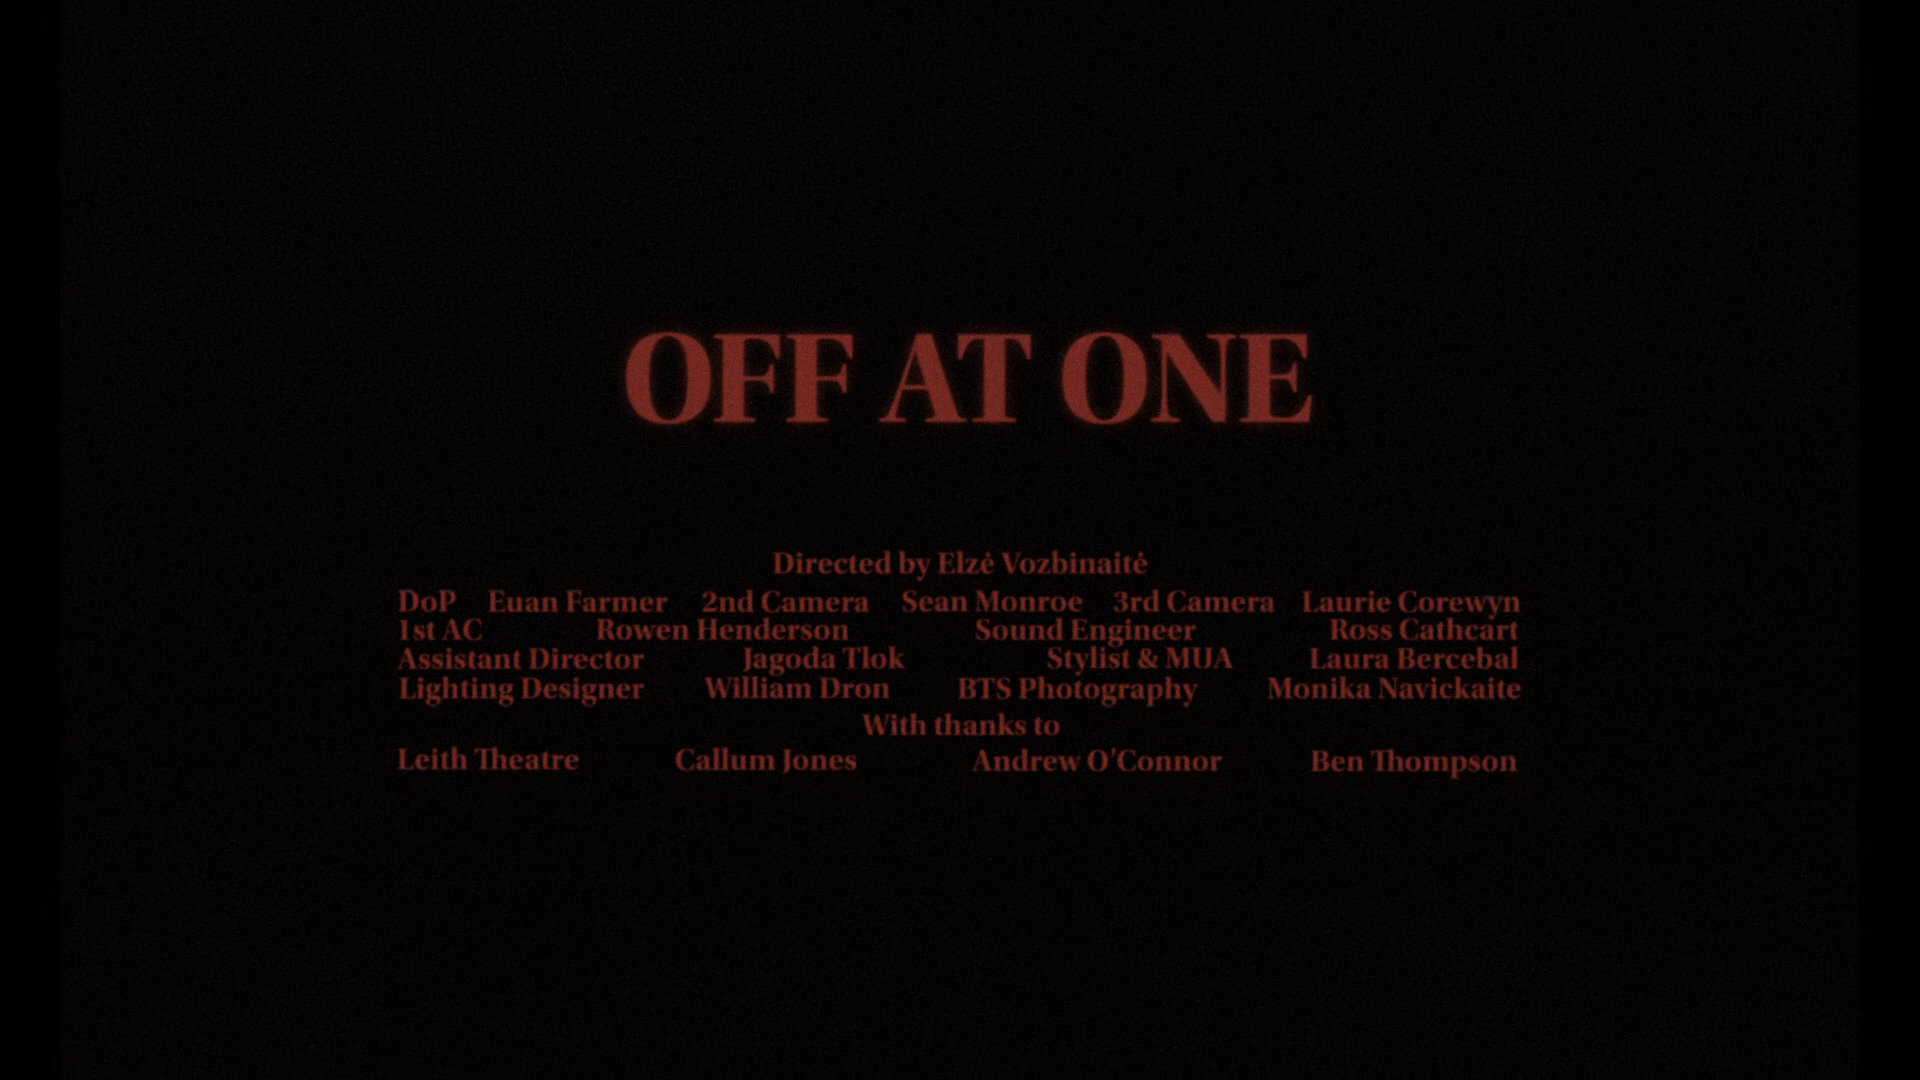 OFF AT ONE
Directed by Elzė Vozbinaitė
DoP Euan Farmer 2nd Camera Sean Monroe 3rd Camera Laurie Corewyn
1st AC Rowen Henderson Sound Engineer Ross Cathcart
Assistant Director Jagoda Tlok Stylist & MUA Laura Bercebal
Lighting Designer William Dron BTS Photography Monika Navickaite
With thanks to
Leith Theatre Callum Jones Andrew O'Connor Ben Thompson